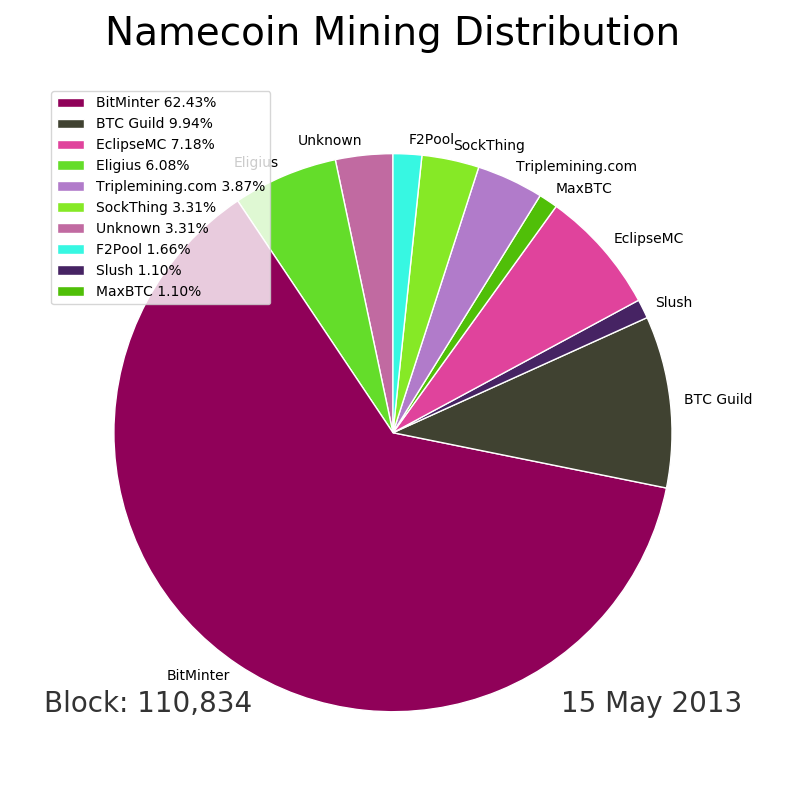 Namecoin Mining Distribution
BitMinter 62.43%
BTC Guild 9.94%
EclipseMC 7.18%
Eligius 6.08%
Triplemining.com 3.87%
SockThing 3.31%
Unknown 3.31%
F2Pool 1.66%
Slush 1.10%
MaxBTC 1.10%
F2Pool
Unknown
SockThing
Eligius
Triplemining.com
MaxBTC
EclipseMC
Slush
BTC Guild
BitMinter
Block: 110,834
15 May 2013